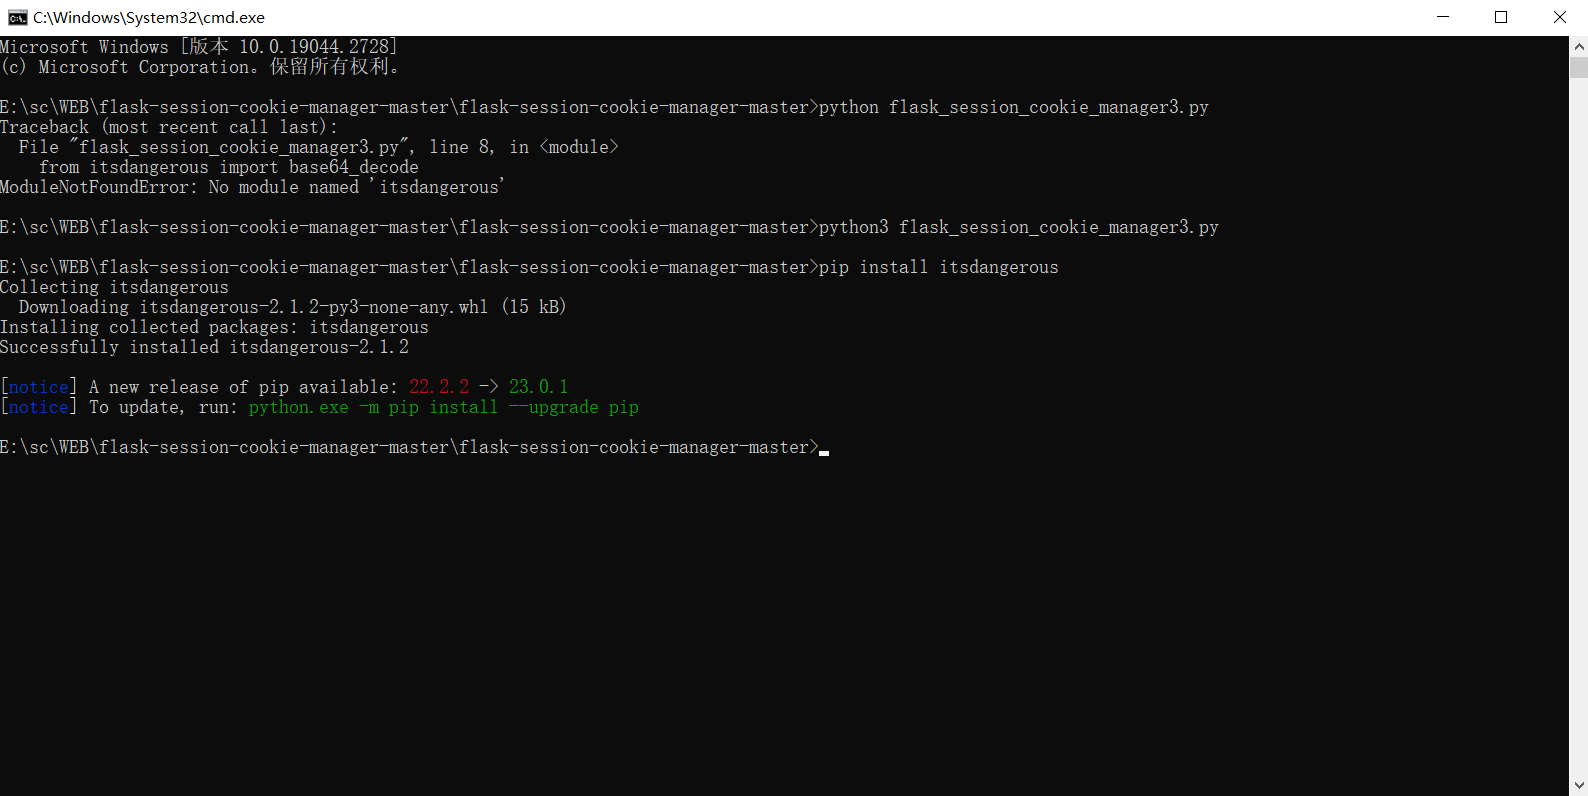 C:\Windows\System32\cmd.exe
Microsoft Windows [版本 10.0.19044.2728]
(c) Microsoft Corporation。保留所有权利。
E:\sc\WEB\flask-session-cookie-manager-master\flask-session-cookie-manager-master>python flask_session_cookie_manager3.py
Traceback (most recent call last):
  File "flask_session_cookie_manager3.py", line 8, in <module>
    from itsdangerous import base64_decode
ModuleNotFoundError: No module named 'itsdangerous'
E:\sc\WEB\flask-session-cookie-manager-master\flask-session-cookie-manager-master>python3 flask_session_cookie_manager3.py
E:\sc\WEB\flask-session-cookie-manager-master\flask-session-cookie-manager-master>pip install itsdangerous
Collecting itsdangerous
  Downloading itsdangerous-2.1.2-py3-none-any.whl (15 kB)
Installing collected packages: itsdangerous
Successfully installed itsdangerous-2.1.2
[notice] A new release of pip available: 22.2.2 -> 23.0.1
[notice] To update, run: python.exe -m pip install --upgrade pip
E:\sc\WEB\flask-session-cookie-manager-master\flask-session-cookie-manager-master>